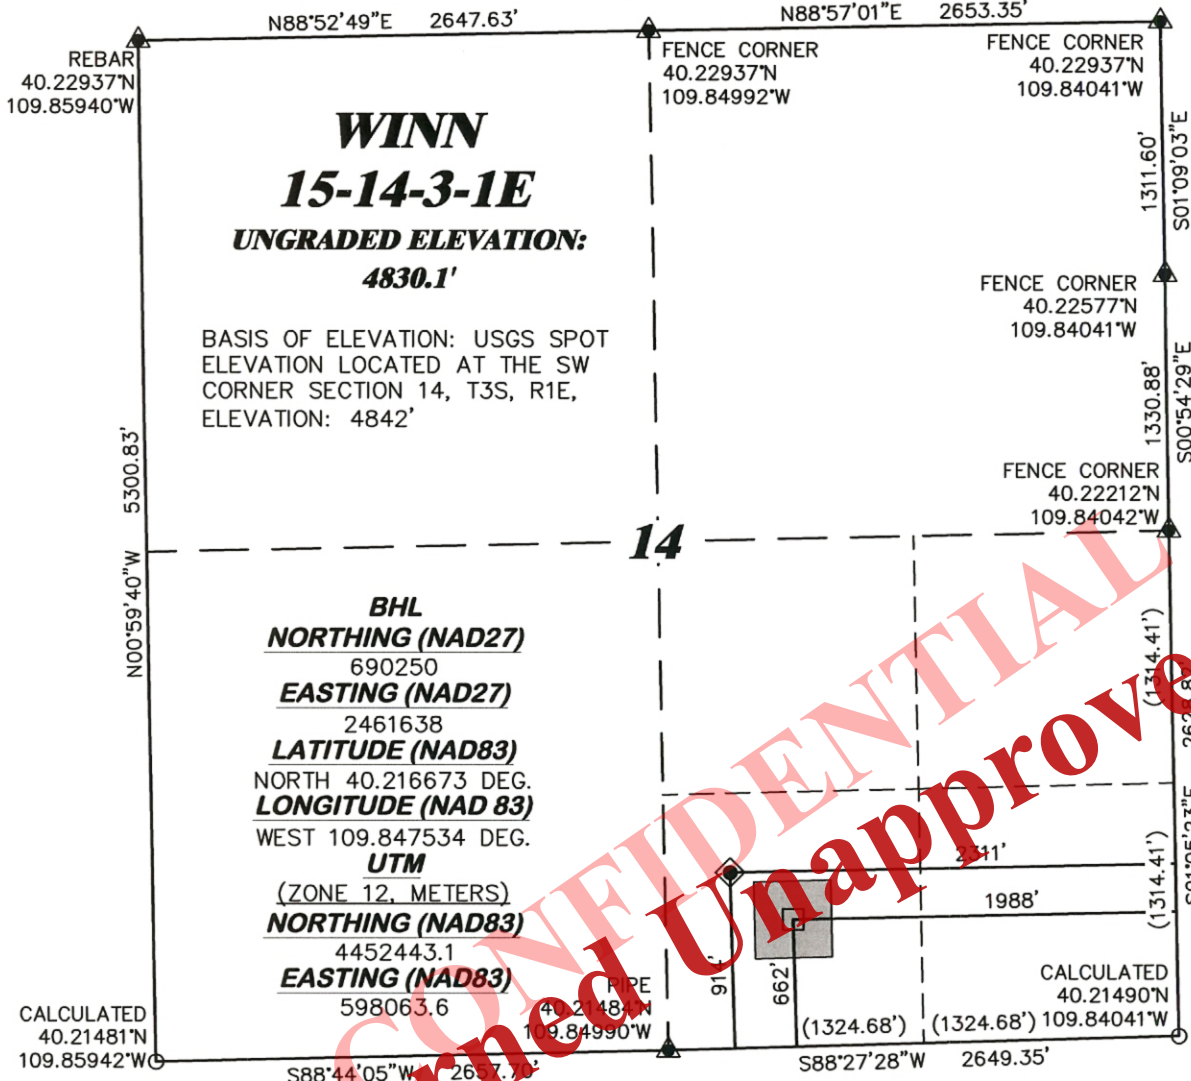 N88°52'49"E 2647.63'
N88°57'01"E 2653.35'
REBAR
40.22937°N
109.85940°W
FENCE CORNER
40.22937°N
109.84992°W
FENCE CORNER
40.22937°N
109.84041°W
WINN
15-14-3-1E
UNGRADED ELEVATION:
4830.1'
BASIS OF ELEVATION: USGS SPOT
ELEVATION LOCATED AT THE SW
CORNER SECTION 14, T3S, R1E,
ELEVATION: 4842'
1311.60'
S01°09'03"E
FENCE CORNER
40.22577°N
109.84041°W
1330.88'
S00°54'29"E
FENCE CORNER
40.22212°N
109.84042°W
5300.83'
N00°59'40"W
14
BHL
NORTHING (NAD27)
690250
EASTING (NAD27)
2461638
LATITUDE (NAD83)
NORTH 40.216673 DEG.
LONGITUDE (NAD 83)
WEST 109.847534 DEG.
UTM
(ZONE 12, METERS)
NORTHING (NAD83)
4452443.1
EASTING (NAD83)
598063.6
(1314.41')
(1314.41')
2311'
1988'
662'
PIPE
40.21484°N
109.84990°W
CALCULATED
40.21490°N
109.84041°W
CALCULATED
40.21481°N
109.85942°W
(1324.68') (1324.68')
S88°44'05"W 2657.70'
S88°27'28"W 2649.35'
CONFIDENTIAL
rned Unapprove